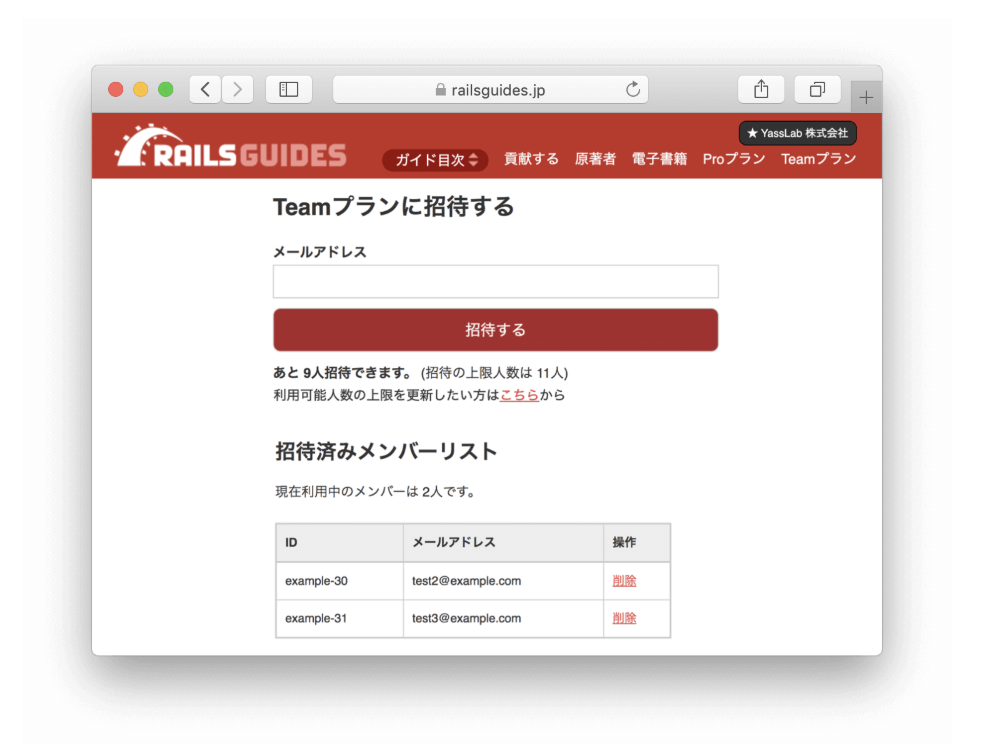 railsguides.jp
★ YassLab 株式会社
RAILSGUIDES
ガイド目次 貢献する 原著者 電子書籍 Proプラン Teamプラン
Teamプランに招待する
メールアドレス
招待する
あと 9人招待できます。 (招待の上限人数は 11人)
利用可能人数の上限を更新したい方はこちらから
招待済みメンバーリスト
現在利用中のメンバーは 2人です。
ID メールアドレス 操作
example-30 test2@example.com 削除
example-31 test3@example.com 削除